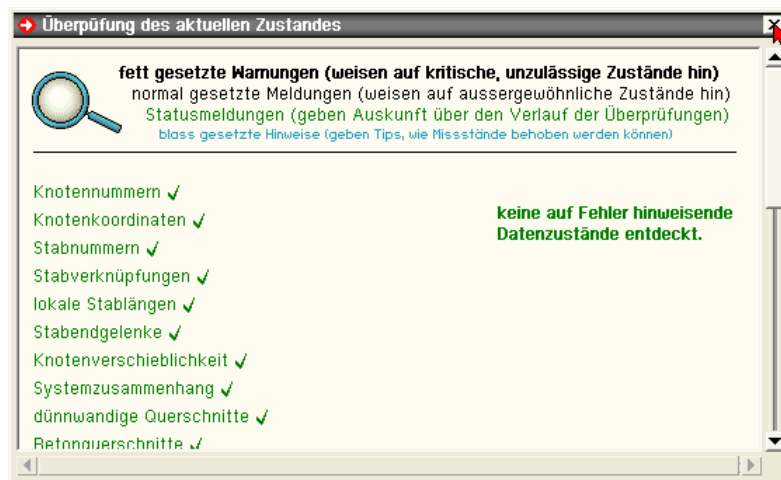 Überpüfung des aktuellen Zustandes
fett gesetzte Warnungen (weisen auf kritische, unzulässige Zustände hin)
normal gesetzte Meldungen (weisen auf aussergewöhnliche Zustände hin)
Statusmeldungen (geben Auskunft über den Verlauf der Überprüfungen)
blass gesetzte Hinweise (geben Tips, wie Missstände behoben werden können)
Knotennummern ✓
Knotenkoordinaten ✓
Stabnummern ✓
Stabverknüpfungen ✓
lokale Stablängen ✓
Stabendgelenke ✓
Knotenverschieblichkeit ✓
Systemzusammenhang ✓
dünnwandige Querschnitte ✓
Betonquerschnitte ✓
keine auf Fehler hinweisende
Datenzustände entdeckt.